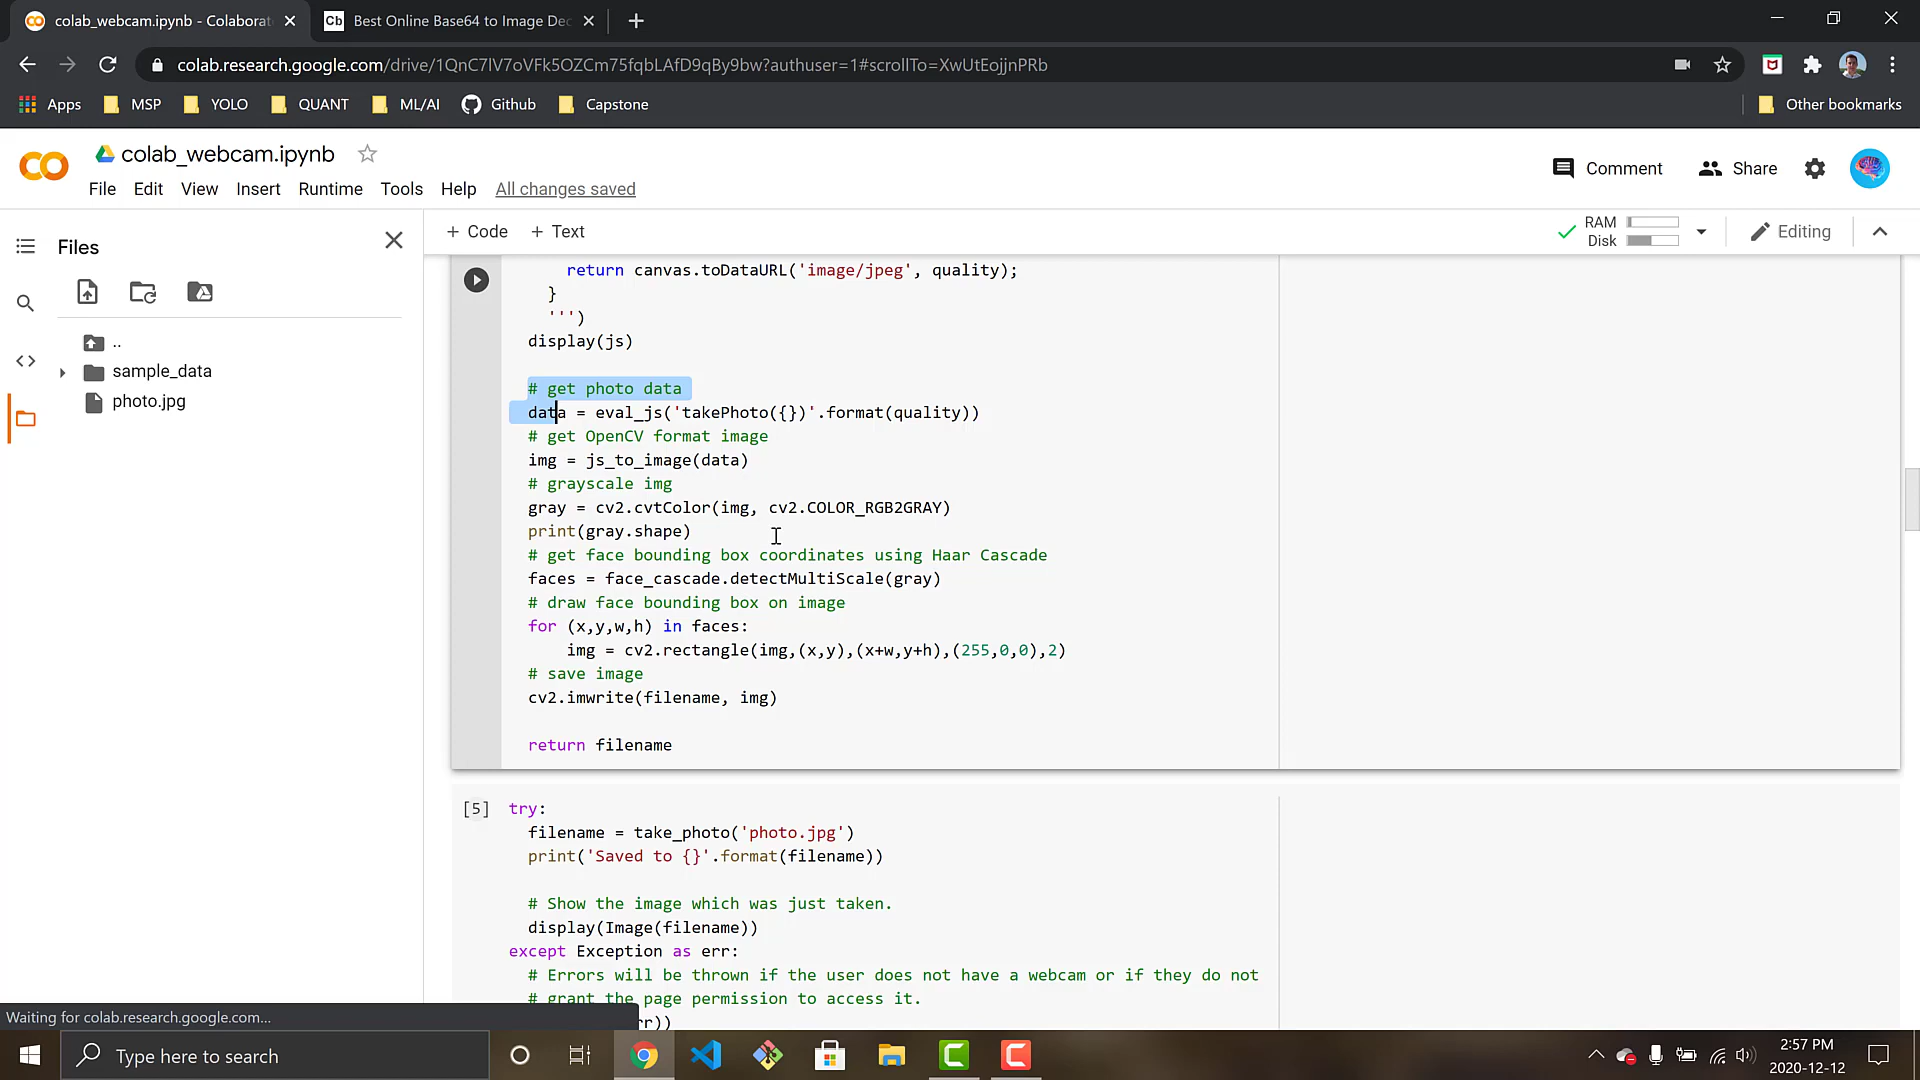 colab_webcam.ipynb - Colaborat
Cb Best Online Base64 to Image Dec
colab.research.google.com/drive/1QnC7lV7oVFk5OZCm75fqbLAfD9qBy9bw?authuser=1#scrollTo=XwUtEojjnPRb
Apps MSP YOLO QUANT ML/AI Github Capstone Other bookmarks
colab_webcam.ipynb
Comment Share
File Edit View Insert Runtime Tools Help All changes saved
Files
+ Code + Text
RAM
Disk
Editing
..
sample_data
photo.jpg
return canvas.toDataURL('image/jpeg', quality);
}
''')
display(js)
# get photo data
data = eval_js('takePhoto({})'.format(quality))
# get OpenCV format image
img = js_to_image(data)
# grayscale img
gray = cv2.cvtColor(img, cv2.COLOR_RGB2GRAY)
print(gray.shape)
# get face bounding box coordinates using Haar Cascade
faces = face_cascade.detectMultiScale(gray)
# draw face bounding box on image
for (x,y,w,h) in faces:
img = cv2.rectangle(img,(x,y),(x+w,y+h),(255,0,0),2)
# save image
cv2.imwrite(filename, img)
return filename
[5] try:
filename = take_photo('photo.jpg')
print('Saved to {}'.format(filename))
# Show the image which was just taken.
display(Image(filename))
except Exception as err:
# Errors will be thrown if the user does not have a webcam or if they do not
# grant the page permission to access it.
rr))
Waiting for colab.research.google.com...
Type here to search
2:57 PM
2020-12-12